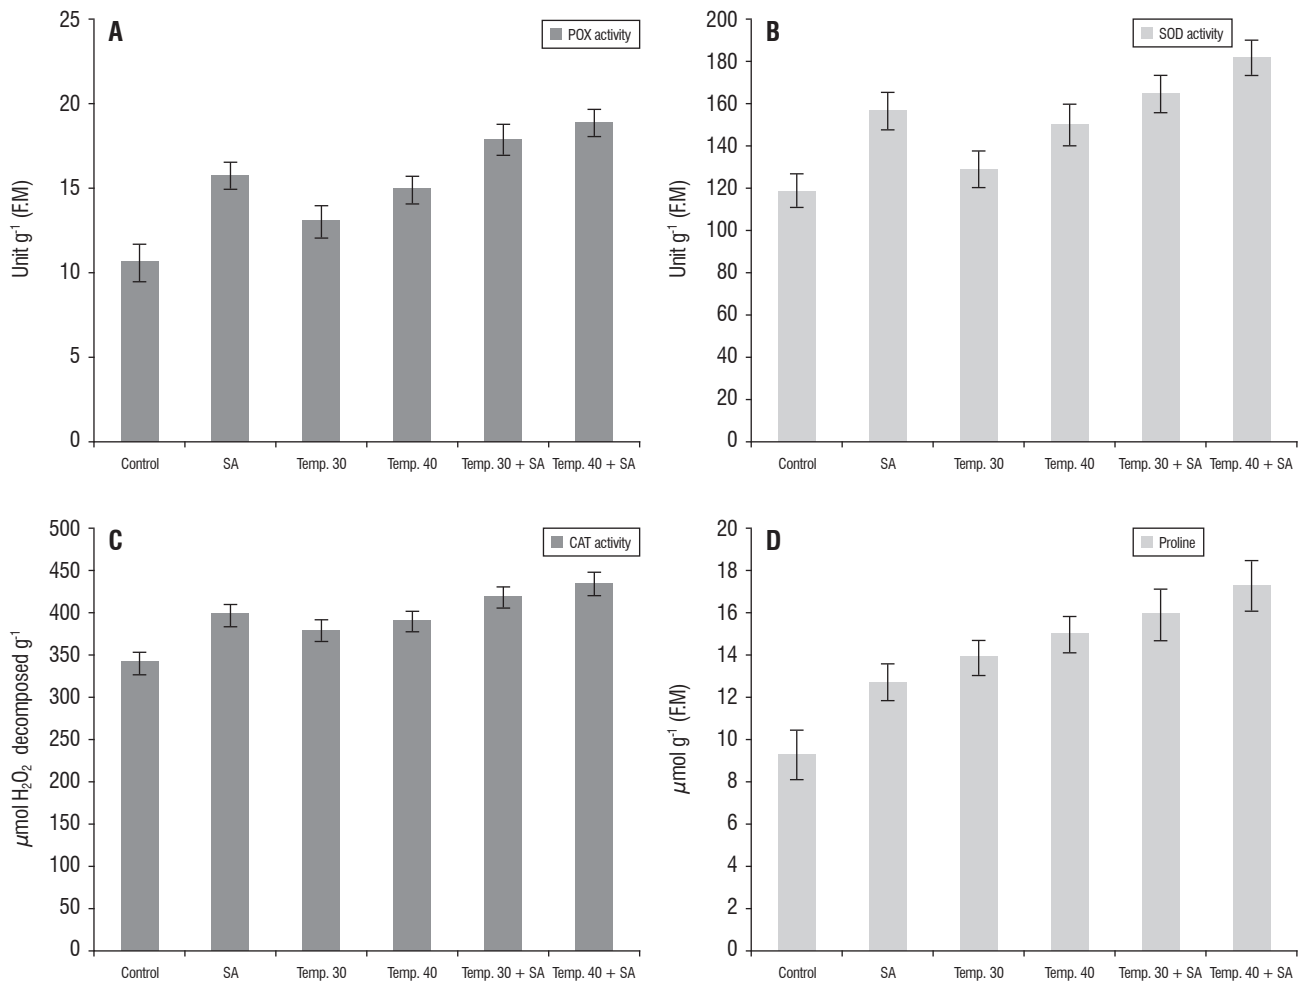 A
POX activity
Unit g⁻¹ (F.M)
25
20
15
10
5
0
Control SA Temp. 30 Temp. 40 Temp. 30 + SA Temp. 40 + SA
B
SOD activity
Unit g⁻¹ (F.M)
200
180
160
140
120
100
80
60
40
20
0
Control SA Temp. 30 Temp. 40 Temp. 30 + SA Temp. 40 + SA
C
CAT activity
µmol H₂O₂ decomposed g⁻¹
500
450
400
350
300
250
200
150
100
50
0
Control SA Temp. 30 Temp. 40 Temp. 30 + SA Temp. 40 + SA
D
Proline
µmol g⁻¹ (F.M)
20
18
16
14
12
10
8
6
4
2
0
Control SA Temp. 30 Temp. 40 Temp. 30 + SA Temp. 40 + SA